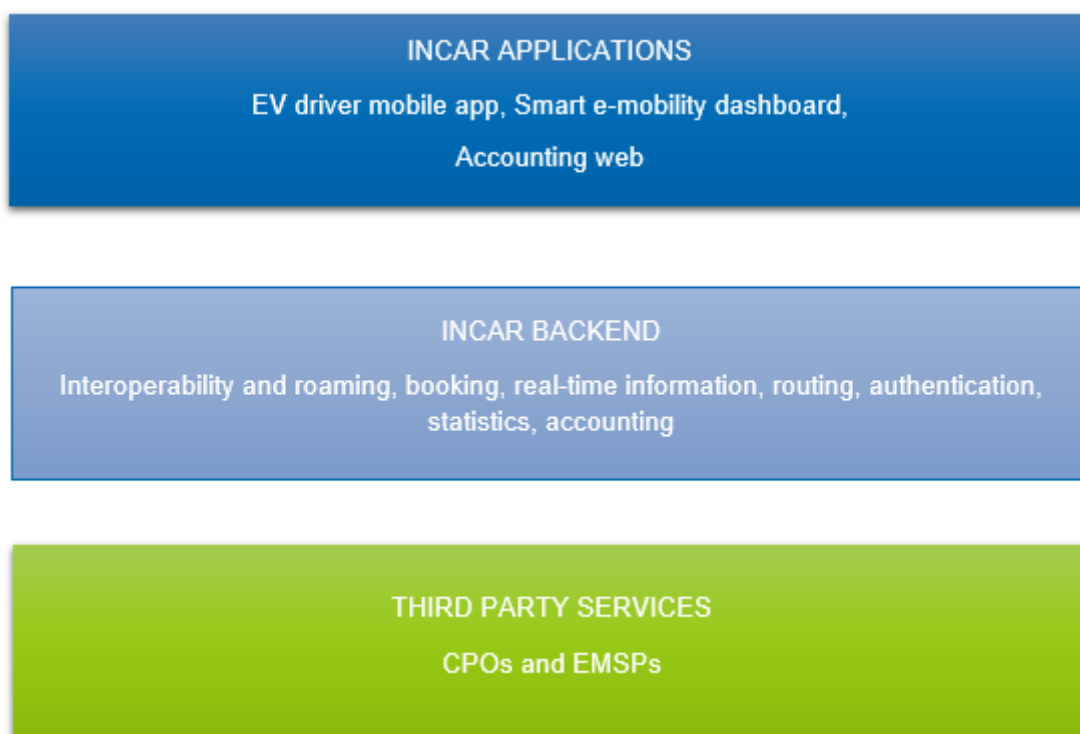 INCAR APPLICATIONS
EV driver mobile app, Smart e-mobility dashboard,
Accounting web
INCAR BACKEND
Interoperability and roaming, booking, real-time information, routing, authentication,
statistics, accounting
THIRD PARTY SERVICES
CPOs and EMSPs